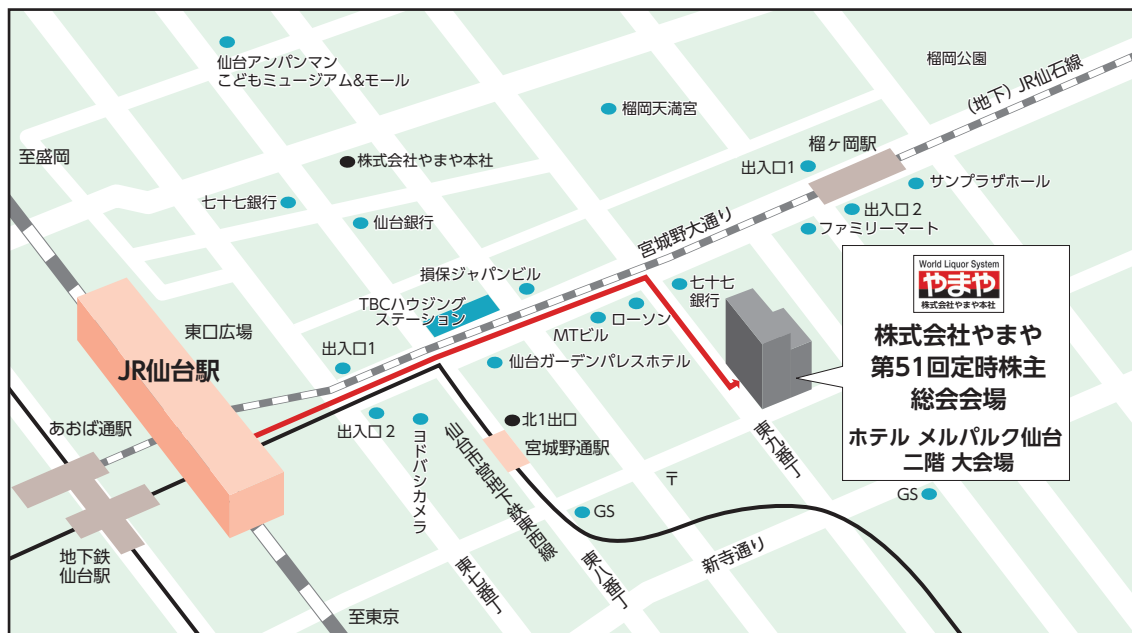 仙台アンパンマン
こどもミュージアム&モール
榴岡公園
(地下)JR仙石線
榴岡天満宮
至盛岡
株式会社やまや本社
榴ヶ岡駅
出入口1
サンプラザホール
七十七銀行
仙台銀行
出入口2
ファミリーマート
宮城野大通り
損保ジャパンビル
TBCハウジング
ステーション
七十七
銀行
ローソン
MTビル
仙台ガーデンパレスホテル
東口広場
出入口1
JR仙台駅
World Liquor System
やまや
株式会社やまや本社
株式会社やまや
第51回定時株主
総会会場
ホテル メルパルク仙台
二階 大会場
あおば通駅
出入口2
ヨドバシカメラ
北1出口
宮城野通駅
仙台市営地下鉄東西線
東九番丁
〒
GS
GS
地下鉄
仙台駅
新寺通り
東七番丁
東八番丁
至東京